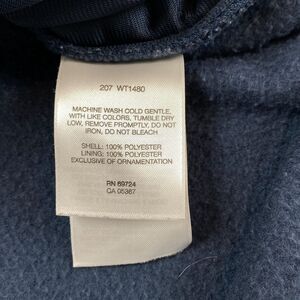 207 WT1480
MACHINE WASH COLD GENTLE,
WITH LIKE COLORS, TUMBLE DRY
LOW, REMOVE PROMPTLY, DO NOT
IRON, DO NOT BLEACH
SHELL: 100% POLYESTER
LINING: 100% POLYESTER
EXCLUSIVE OF ORNAMENTATION
RN 69724
CA 05367